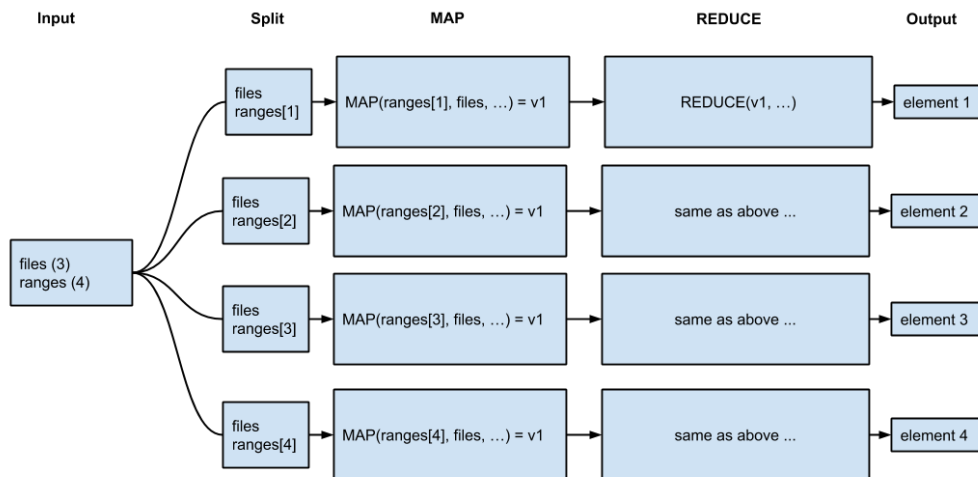 Input
Split
MAP
REDUCE
Output
files (3)
ranges (4)
files
ranges[1]
MAP(ranges[1], files, …) = v1
REDUCE(v1, …)
element 1
files
ranges[2]
MAP(ranges[2], files, …) = v1
same as above ...
element 2
files
ranges[3]
MAP(ranges[3], files, …) = v1
same as above ...
element 3
files
ranges[4]
MAP(ranges[4], files, …) = v1
same as above ...
element 4